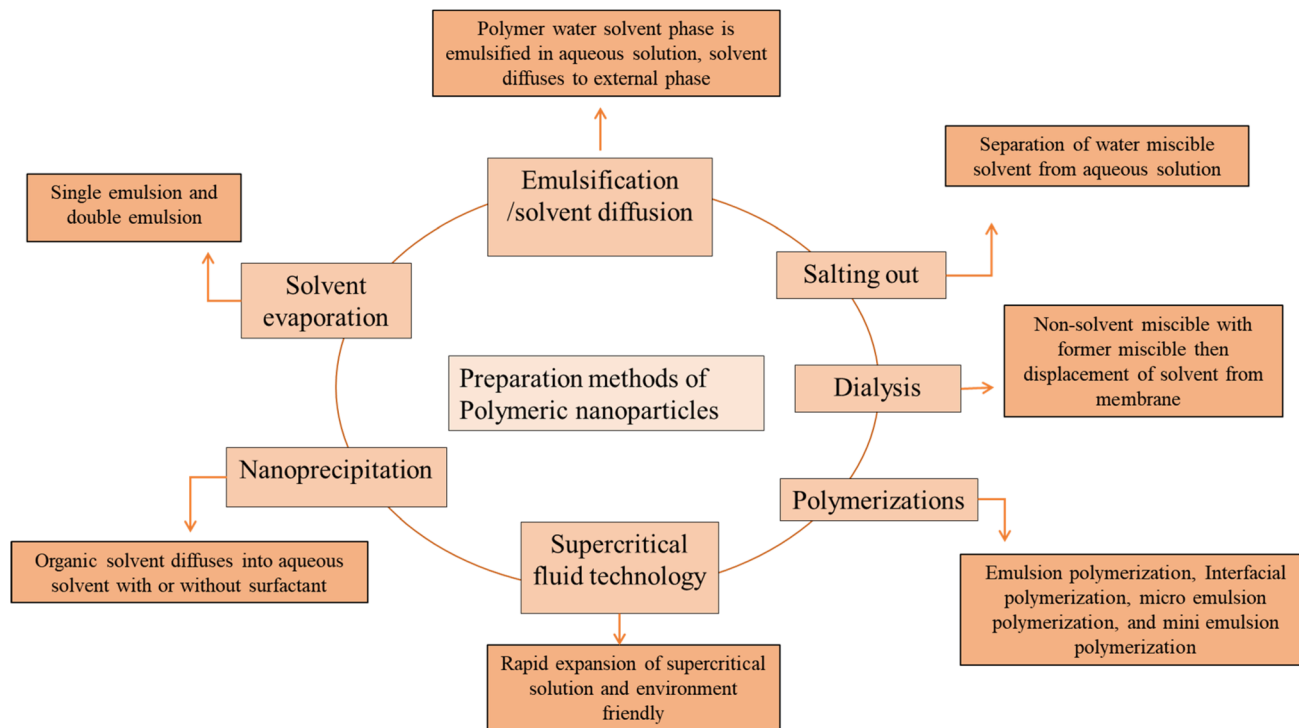 Polymer water solvent phase is
emulsified in aqueous solution, solvent
diffuses to external phase
Separation of water miscible
solvent from aqueous solution
Single emulsion and
double emulsion
Emulsification
/solvent diffusion
Salting out
Solvent
evaporation
Non-solvent miscible with
former miscible then
displacement of solvent from
membrane
Preparation methods of
Polymeric nanoparticles
Dialysis
Nanoprecipitation
Polymerizations
Supercritical
fluid technology
Organic solvent diffuses into aqueous
solvent with or without surfactant
Emulsion polymerization, Interfacial
polymerization, micro emulsion
polymerization, and mini emulsion
polymerization
Rapid expansion of supercritical
solution and environment
friendly